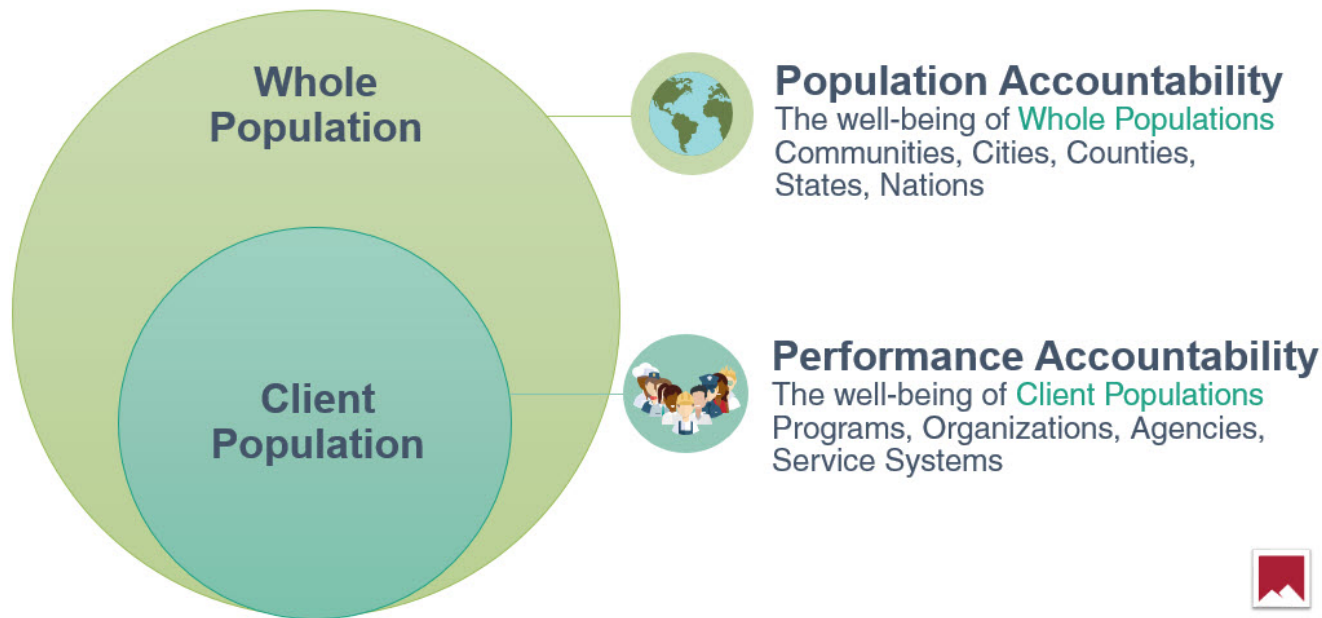 Whole
Population
Client
Population
Population Accountability
The well-being of Whole Populations
Communities, Cities, Counties,
States, Nations
Performance Accountability
The well-being of Client Populations
Programs, Organizations, Agencies,
Service Systems